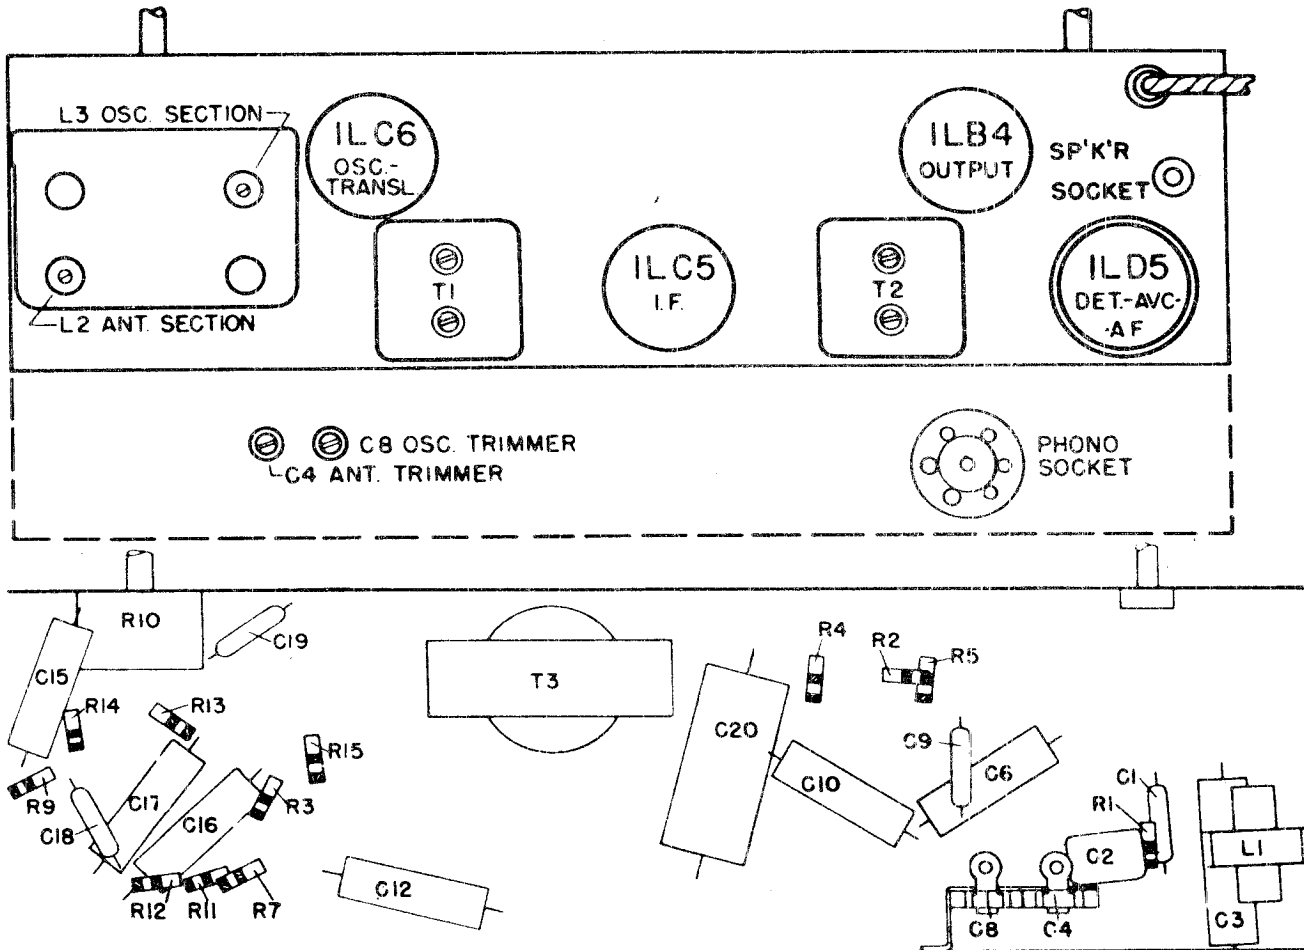 L3 OSC. SECTION
1LC6
OSC.-
TRANSL.
1LB4
OUTPUT
SP'K'R
SOCKET
T1
1LC5
I.F.
T2
1LD5
DET.-AVC-
-AF
L2 ANT. SECTION
C8 OSC. TRIMMER
C4 ANT. TRIMMER
PHONO
SOCKET
R10
C19
C15
R14
R13
R15
R9
C18
C17
C16
R3
R12
R11
R7
C12
T3
C20
R4
R2
R5
C10
C9
C6
C1
R1
C2
C8
C4
L1
C3